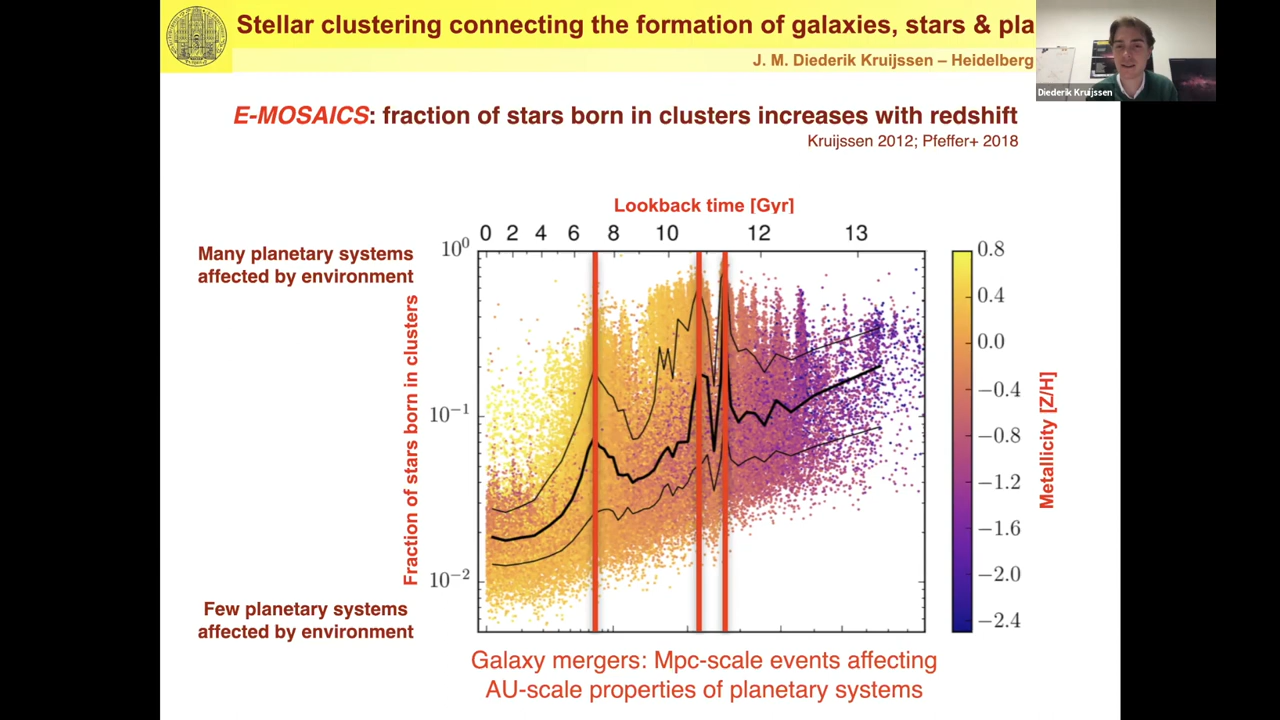 Stellar clustering connecting the formation of galaxies, stars & pla
J. M. Diederik Kruijssen – Heidelberg
Diederik Kruijssen
E-MOSAICS: fraction of stars born in clusters increases with redshift
Kruijssen 2012; Pfeffer+ 2018
Lookback time [Gyr]
0 2 4 6 8 10 12 13
Many planetary systems
affected by environment
Fraction of stars born in clusters
10⁰
10⁻¹
10⁻²
Few planetary systems
affected by environment
0.8
0.4
0.0
−0.4
−0.8
−1.2
−1.6
−2.0
−2.4
Metallicity [Z/H]
Galaxy mergers: Mpc-scale events affecting
AU-scale properties of planetary systems